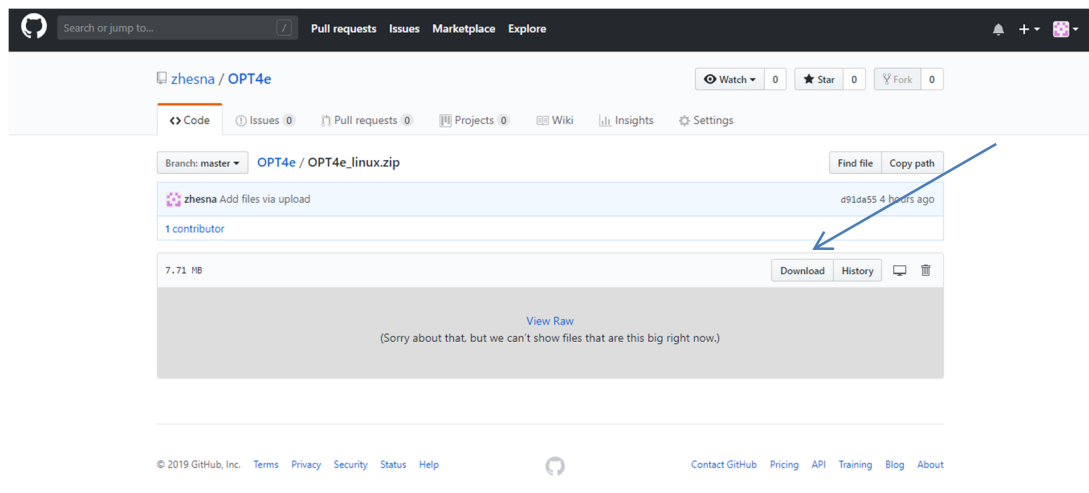 Search or jump to... / Pull requests Issues Marketplace Explore
zhesna / OPT4e Watch 0 Star 0 Fork 0
Code Issues 0 Pull requests 0 Projects 0 Wiki Insights Settings
Branch: master OPT4e / OPT4e_linux.zip Find file Copy path
zhesna Add files via upload d91da55 4 hours ago
1 contributor
7.71 MB Download History
View Raw
(Sorry about that, but we can't show files that are this big right now.)
© 2019 GitHub, Inc. Terms Privacy Security Status Help Contact GitHub Pricing API Training Blog About